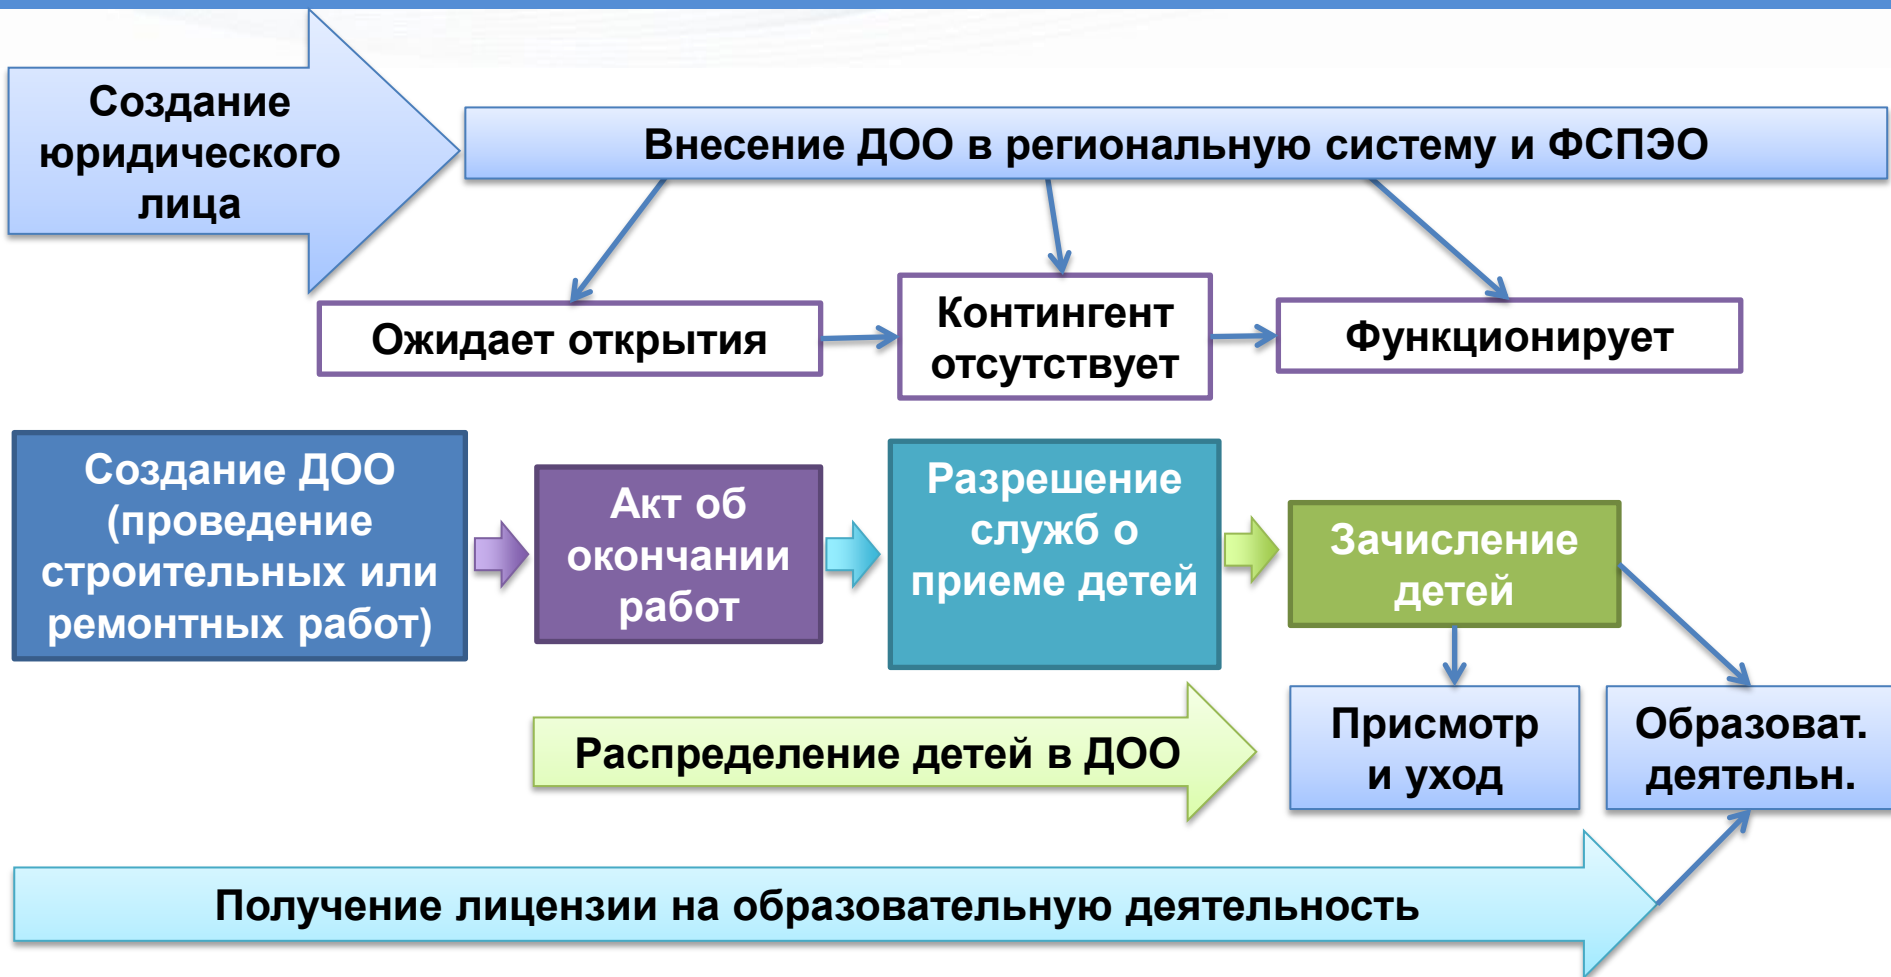 Создание
юридического
лица
Внесение ДОО в региональную систему и ФСПЭО
Ожидает открытия
Контингент
отсутствует
Функционирует
Создание ДОО
(проведение
строительных или
ремонтных работ)
Акт об
окончании
работ
Разрешение
служб о
приеме детей
Зачисление
детей
Распределение детей в ДОО
Присмотр
и уход
Образоват.
деятельн.
Получение лицензии на образовательную деятельность